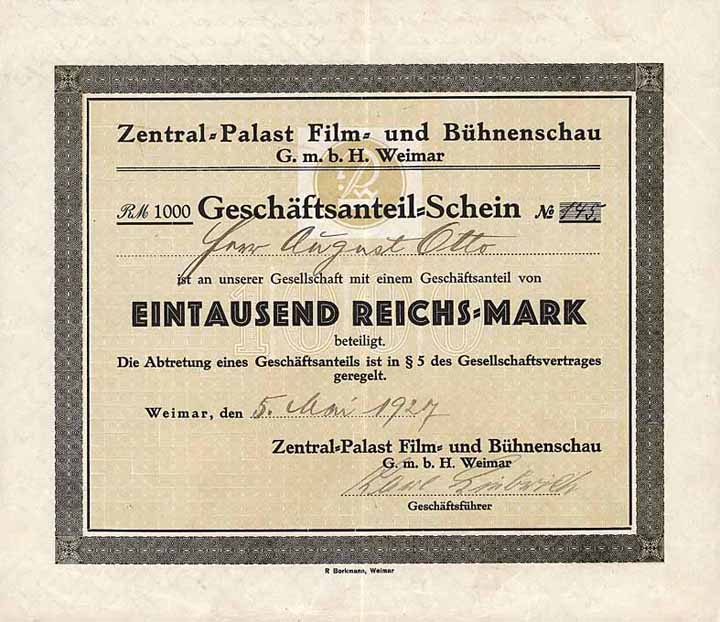 Zentral=Palast Film= und Bühnenschau
G. m. b. H. Weimar
RM 1000 Geschäftsanteil=Schein № 145.
Herr August Otto
ist an unserer Gesellschaft mit einem Geschäftsanteil von
1000
EINTAUSEND REICHS=MARK
beteiligt.
Die Abtretung eines Geschäftsanteils ist in § 5 des Gesellschaftsvertrages
geregelt.
Weimar, den 5. Mai 1927
Zentral=Palast Film= und Bühnenschau
G. m. b. H. Weimar
Geschäftsführer
R Borkmann, Weimar